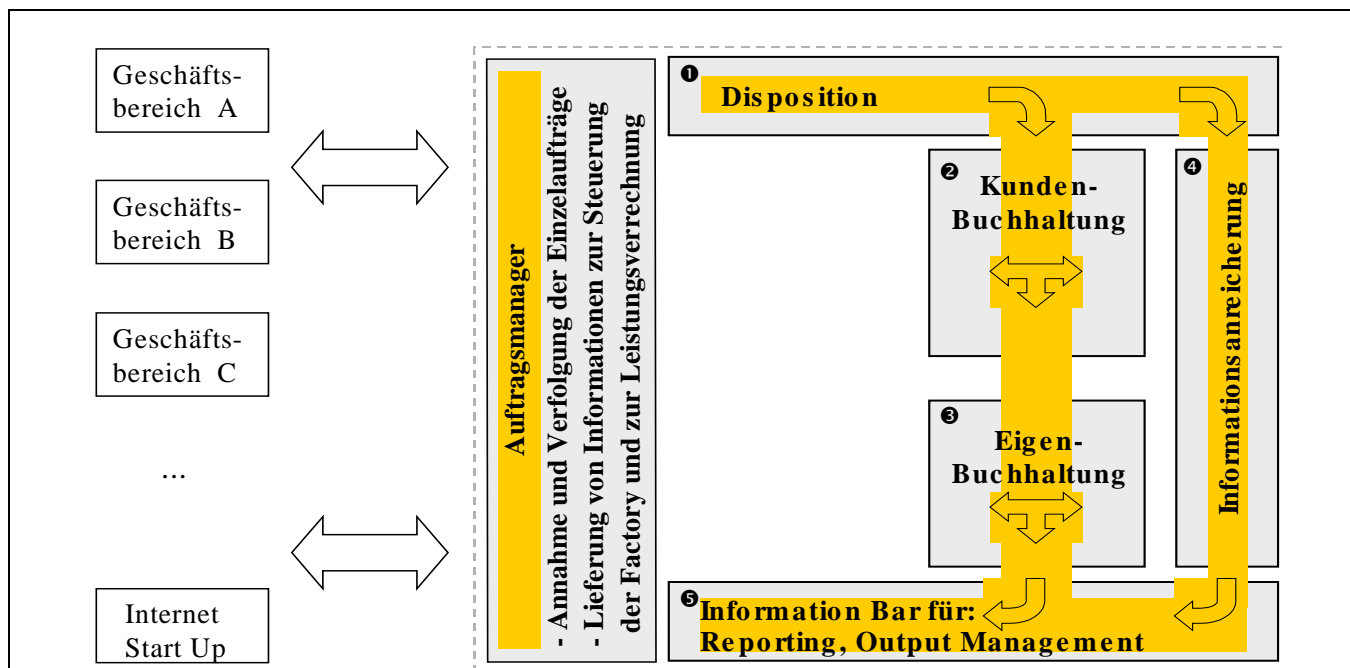 Geschäfts-
bereich A
Geschäfts-
bereich B
Geschäfts-
bereich C
...
Internet
Start Up
Auftragsmanager
- Annahme und Verfolgung der Einzelaufträge
- Lieferung von Informationen zur Steuerung
der Factory und zur Leistungsverrechnung
❶
Disposition
❷
Kunden-
Buchhaltung
❸
Eigen-
Buchhaltung
❹
Informationsanreicherung
❺
Information Bar für:
Reporting, Output Management